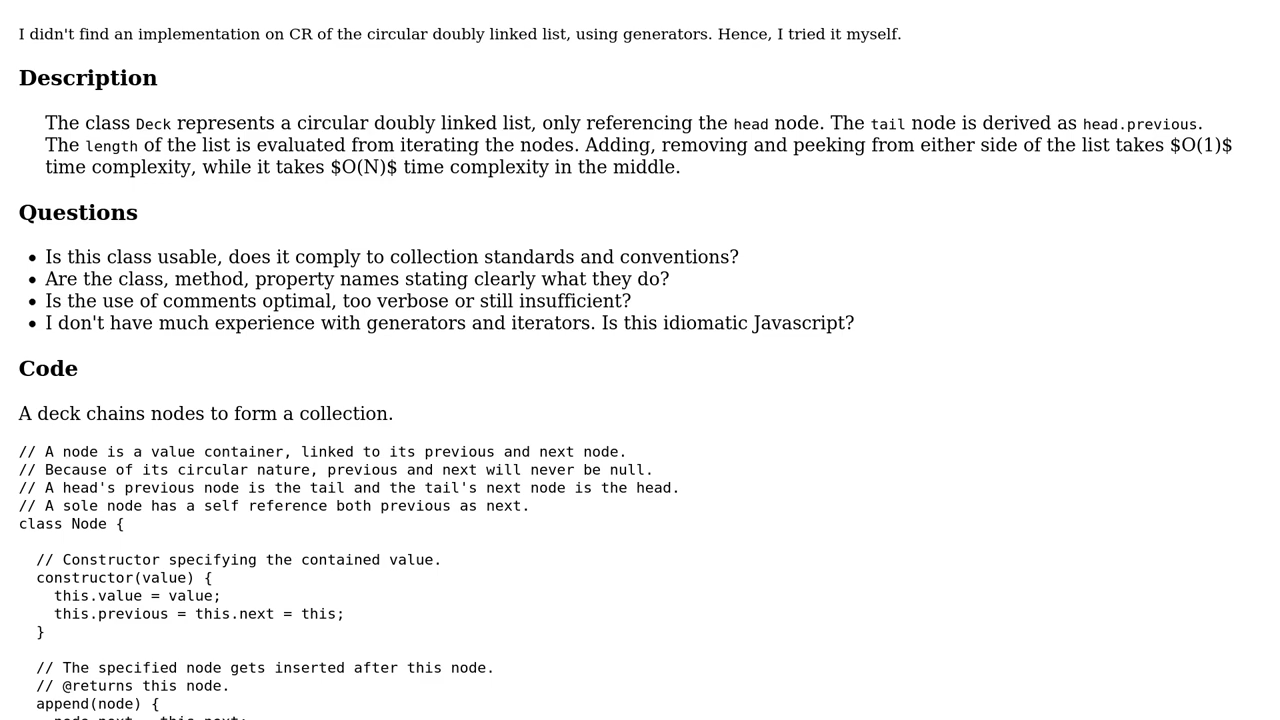 I didn't find an implementation on CR of the circular doubly linked list, using generators. Hence, I tried it myself.
Description
The class Deck represents a circular doubly linked list, only referencing the head node. The tail node is derived as head.previous.
The length of the list is evaluated from iterating the nodes. Adding, removing and peeking from either side of the list takes $O(1)$
time complexity, while it takes $O(N)$ time complexity in the middle.
Questions
• Is this class usable, does it comply to collection standards and conventions?
• Are the class, method, property names stating clearly what they do?
• Is the use of comments optimal, too verbose or still insufficient?
• I don't have much experience with generators and iterators. Is this idiomatic Javascript?
Code
A deck chains nodes to form a collection.
// A node is a value container, linked to its previous and next node.
// Because of its circular nature, previous and next will never be null.
// A head's previous node is the tail and the tail's next node is the head.
// A sole node has a self reference both previous as next.
class Node {
  // Constructor specifying the contained value.
  constructor(value) {
    this.value = value;
    this.previous = this.next = this;
  }
  // The specified node gets inserted after this node.
  // @returns this node.
  append(node) {
    node.next = this.next;